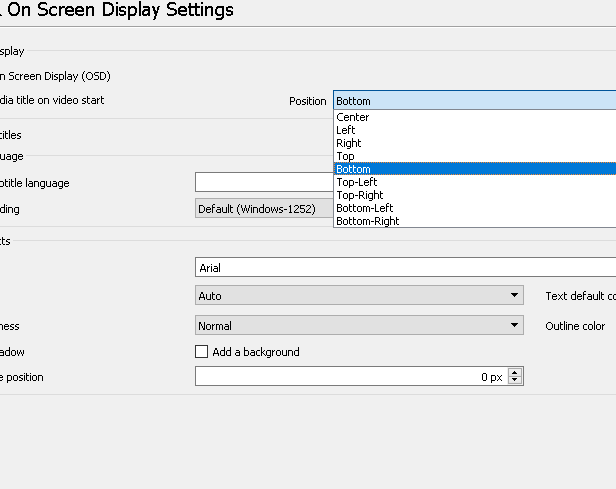 On Screen Display Settings
splay
n Screen Display (OSD)
dia title on video start
Position Bottom
Center
Left
Right
Top
Bottom
Top-Left
Top-Right
Bottom-Left
Bottom-Right
titles
uage
btitle language
ding
Default (Windows-1252)
cts
Arial
Auto
Text default co
ness
Normal
Outline color
adow
Add a background
e position
0 px